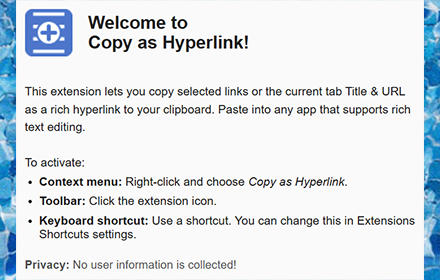 Welcome to
Copy as Hyperlink!
This extension lets you copy selected links or the current tab Title & URL
as a rich hyperlink to your clipboard. Paste into any app that supports rich
text editing.
To activate:
• Context menu: Right-click and choose Copy as Hyperlink.
• Toolbar: Click the extension icon.
• Keyboard shortcut: Use a shortcut. You can change this in Extensions
Shortcuts settings.
Privacy: No user information is collected!